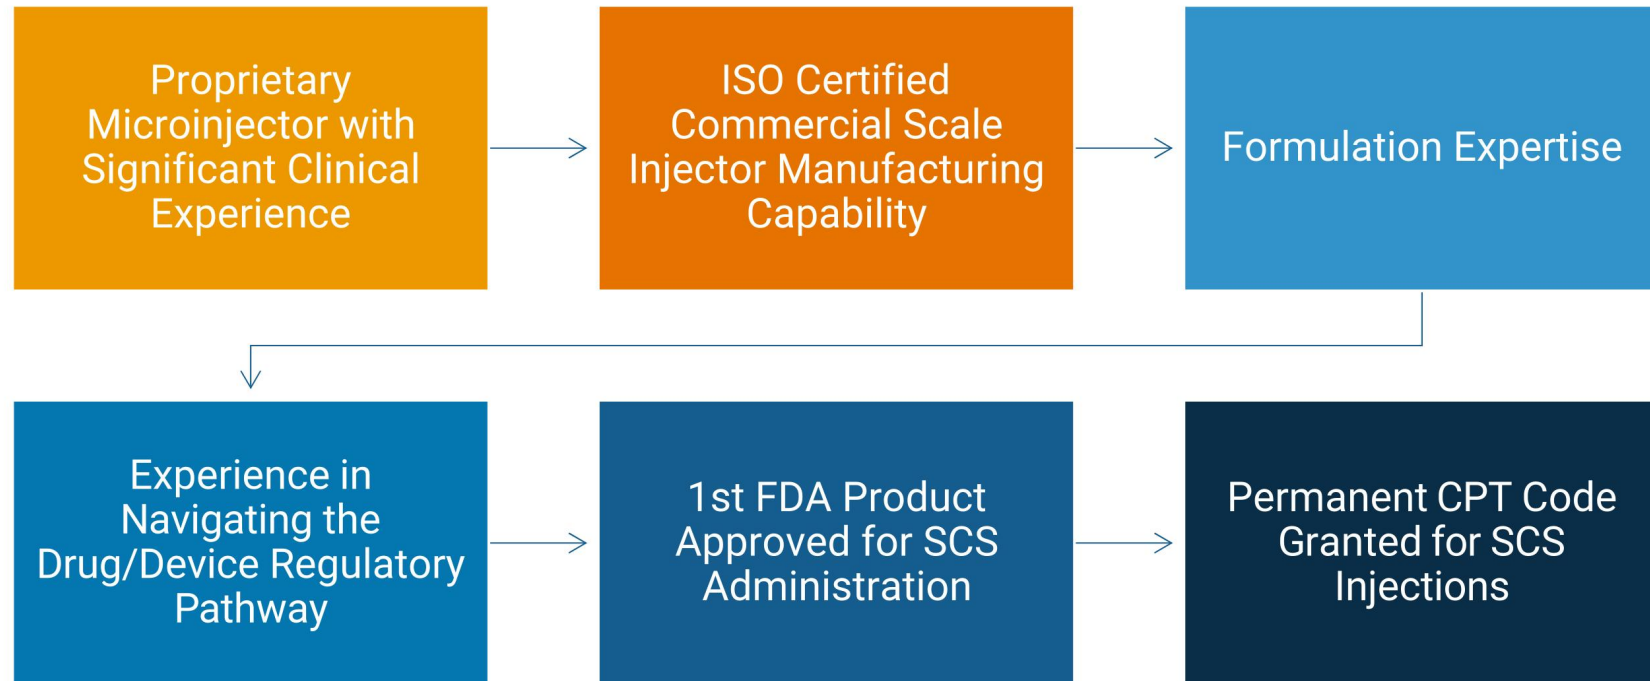 Proprietary
Microinjector with
Significant Clinical
Experience
ISO Certified
Commercial Scale
Injector Manufacturing
Capability
Formulation Expertise
Experience in
Navigating the
Drug/Device Regulatory
Pathway
1st FDA Product
Approved for SCS
Administration
Permanent CPT Code
Granted for SCS
Injections